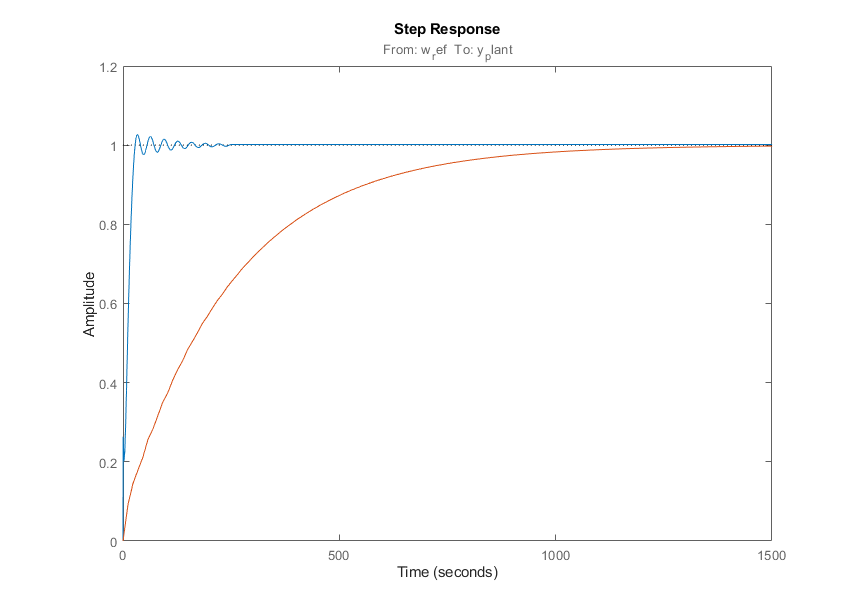 Step Response
From: w_ref To: y_plant
1.2
1
0.8
0.6
0.4
0.2
0
Amplitude
0 500 1000 1500
Time (seconds)